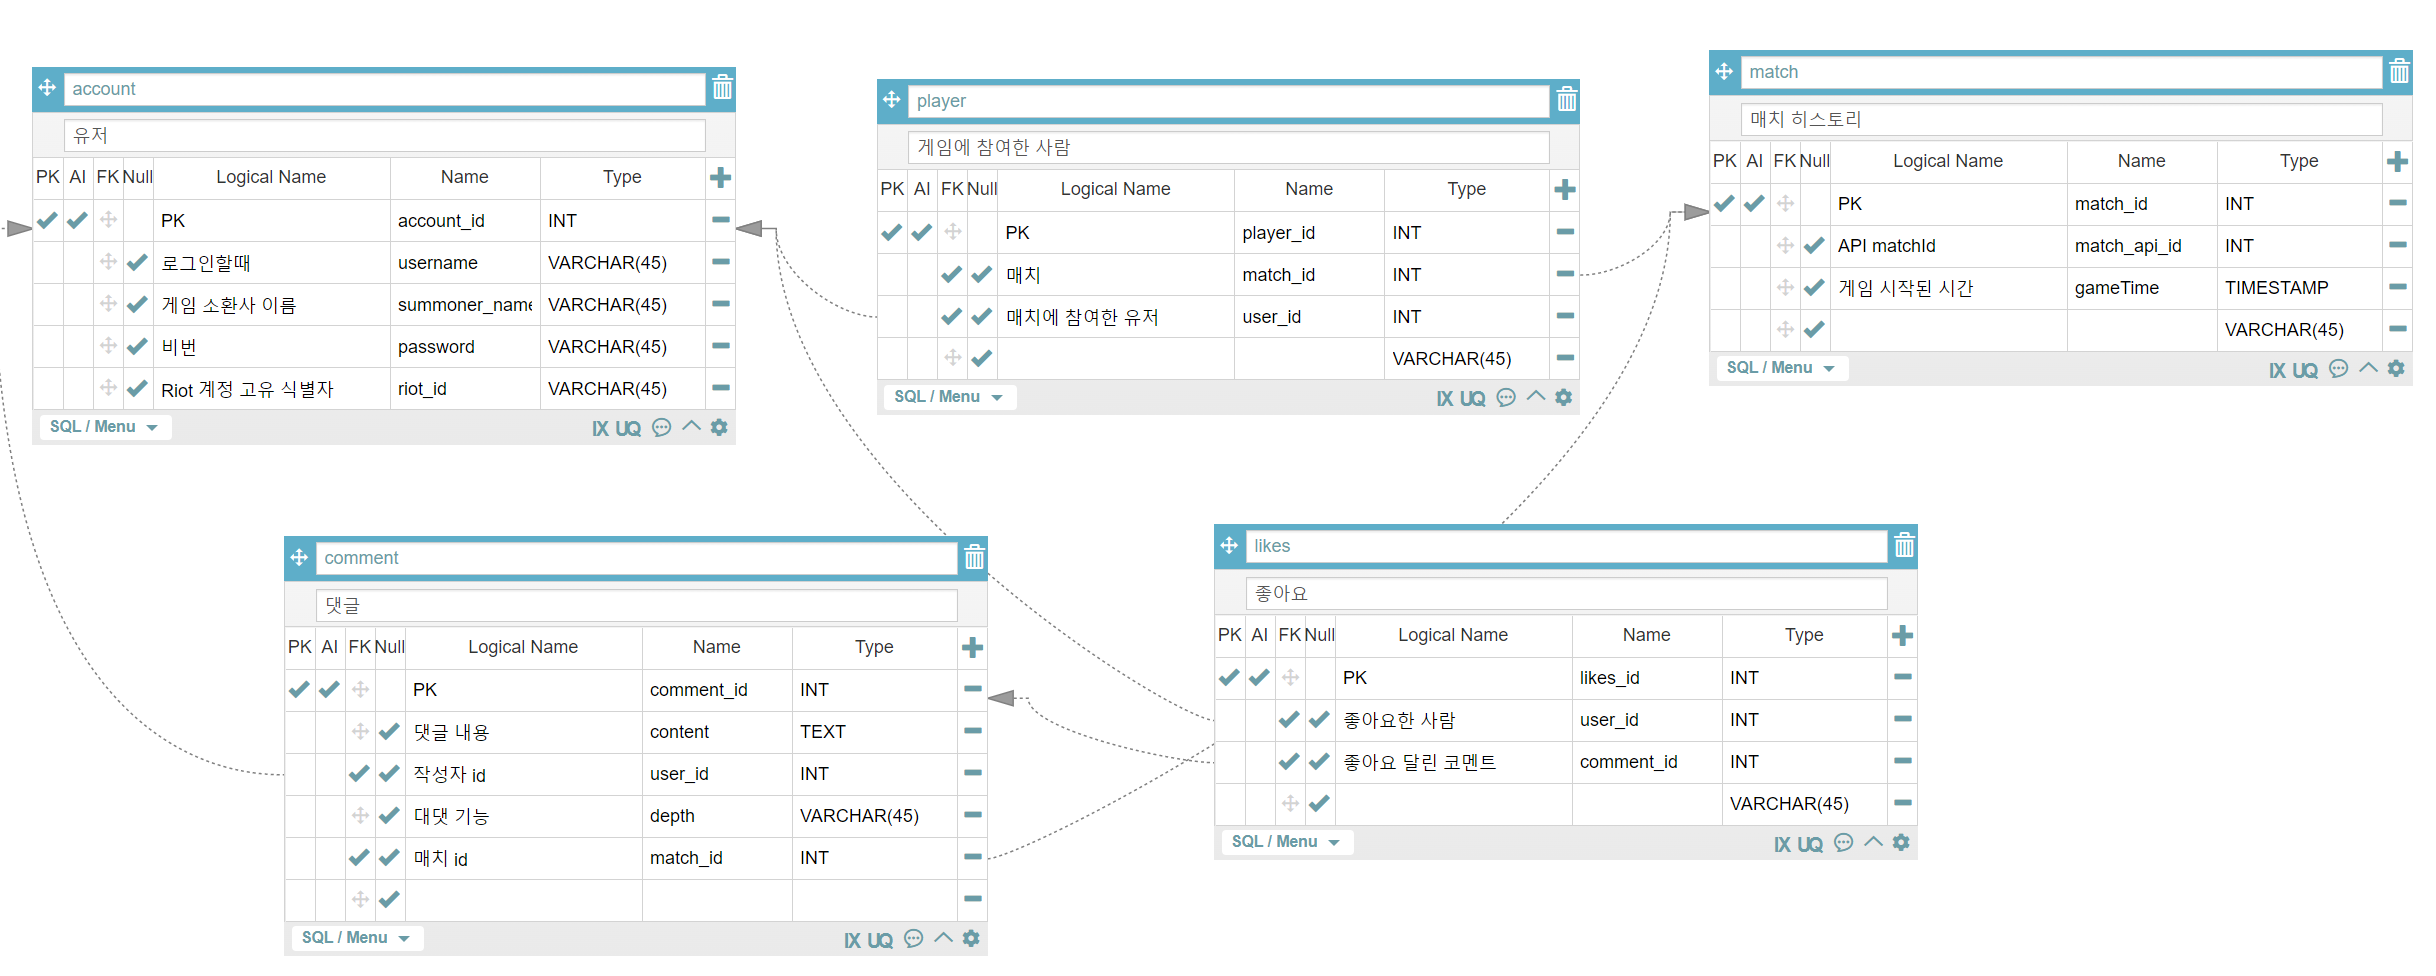 account
유저
PK AI FK Null Logical Name Name Type
PK account_id INT
로그인할때 username VARCHAR(45)
게임 소환사 이름 summoner_name VARCHAR(45)
비번 password VARCHAR(45)
Riot 계정 고유 식별자 riot_id VARCHAR(45)
SQL / Menu IX UQ
player
게임에 참여한 사람
PK AI FK Null Logical Name Name Type
PK player_id INT
매치 match_id INT
매치에 참여한 유저 user_id INT
VARCHAR(45)
SQL / Menu IX UQ
match
매치 히스토리
PK AI FK Null Logical Name Name Type
PK match_id INT
API matchId match_api_id INT
게임 시작된 시간 gameTime TIMESTAMP
VARCHAR(45)
SQL / Menu IX UQ
comment
댓글
PK AI FK Null Logical Name Name Type
PK comment_id INT
댓글 내용 content TEXT
작성자 id user_id INT
대댓 기능 depth VARCHAR(45)
매치 id match_id INT
SQL / Menu IX UQ
likes
좋아요
PK AI FK Null Logical Name Name Type
PK likes_id INT
좋아요한 사람 user_id INT
좋아요 달린 코멘트 comment_id INT
VARCHAR(45)
SQL / Menu IX UQ